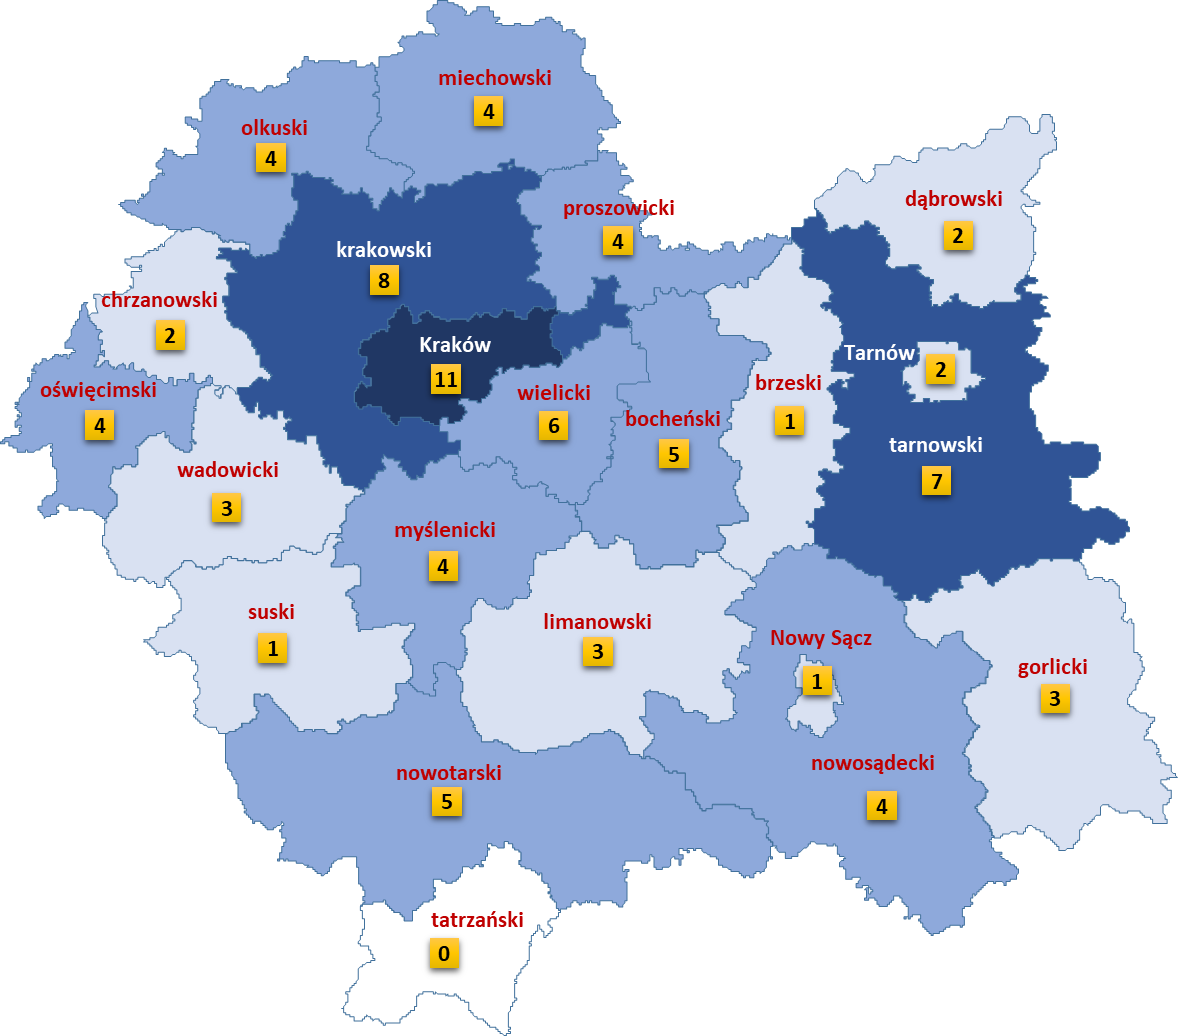 miechowski
4
olkuski
4
dąbrowski
2
proszowicki
4
krakowski
8
chrzanowski
2
Kraków
11
Tarnów
2
oświęcimski
4
wielicki
6
brzeski
1
bocheński
5
tarnowski
7
wadowicki
3
myślenicki
4
suski
1
limanowski
3
Nowy Sącz
1
gorlicki
3
nowosądecki
4
nowotarski
5
tatrzański
0